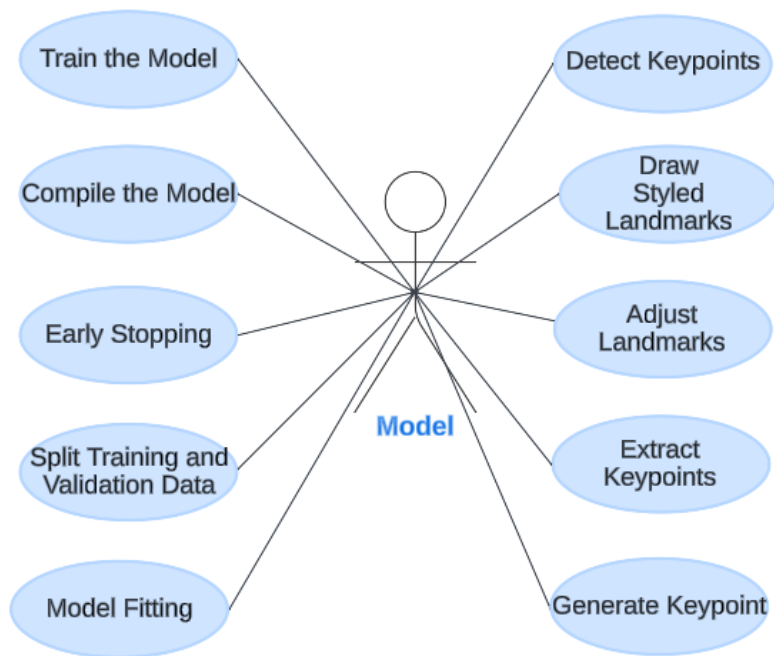 Train the Model
Compile the Model
Early Stopping
Split Training and
Validation Data
Model Fitting
Model
Detect Keypoints
Draw
Styled
Landmarks
Adjust
Landmarks
Extract
Keypoints
Generate Keypoint